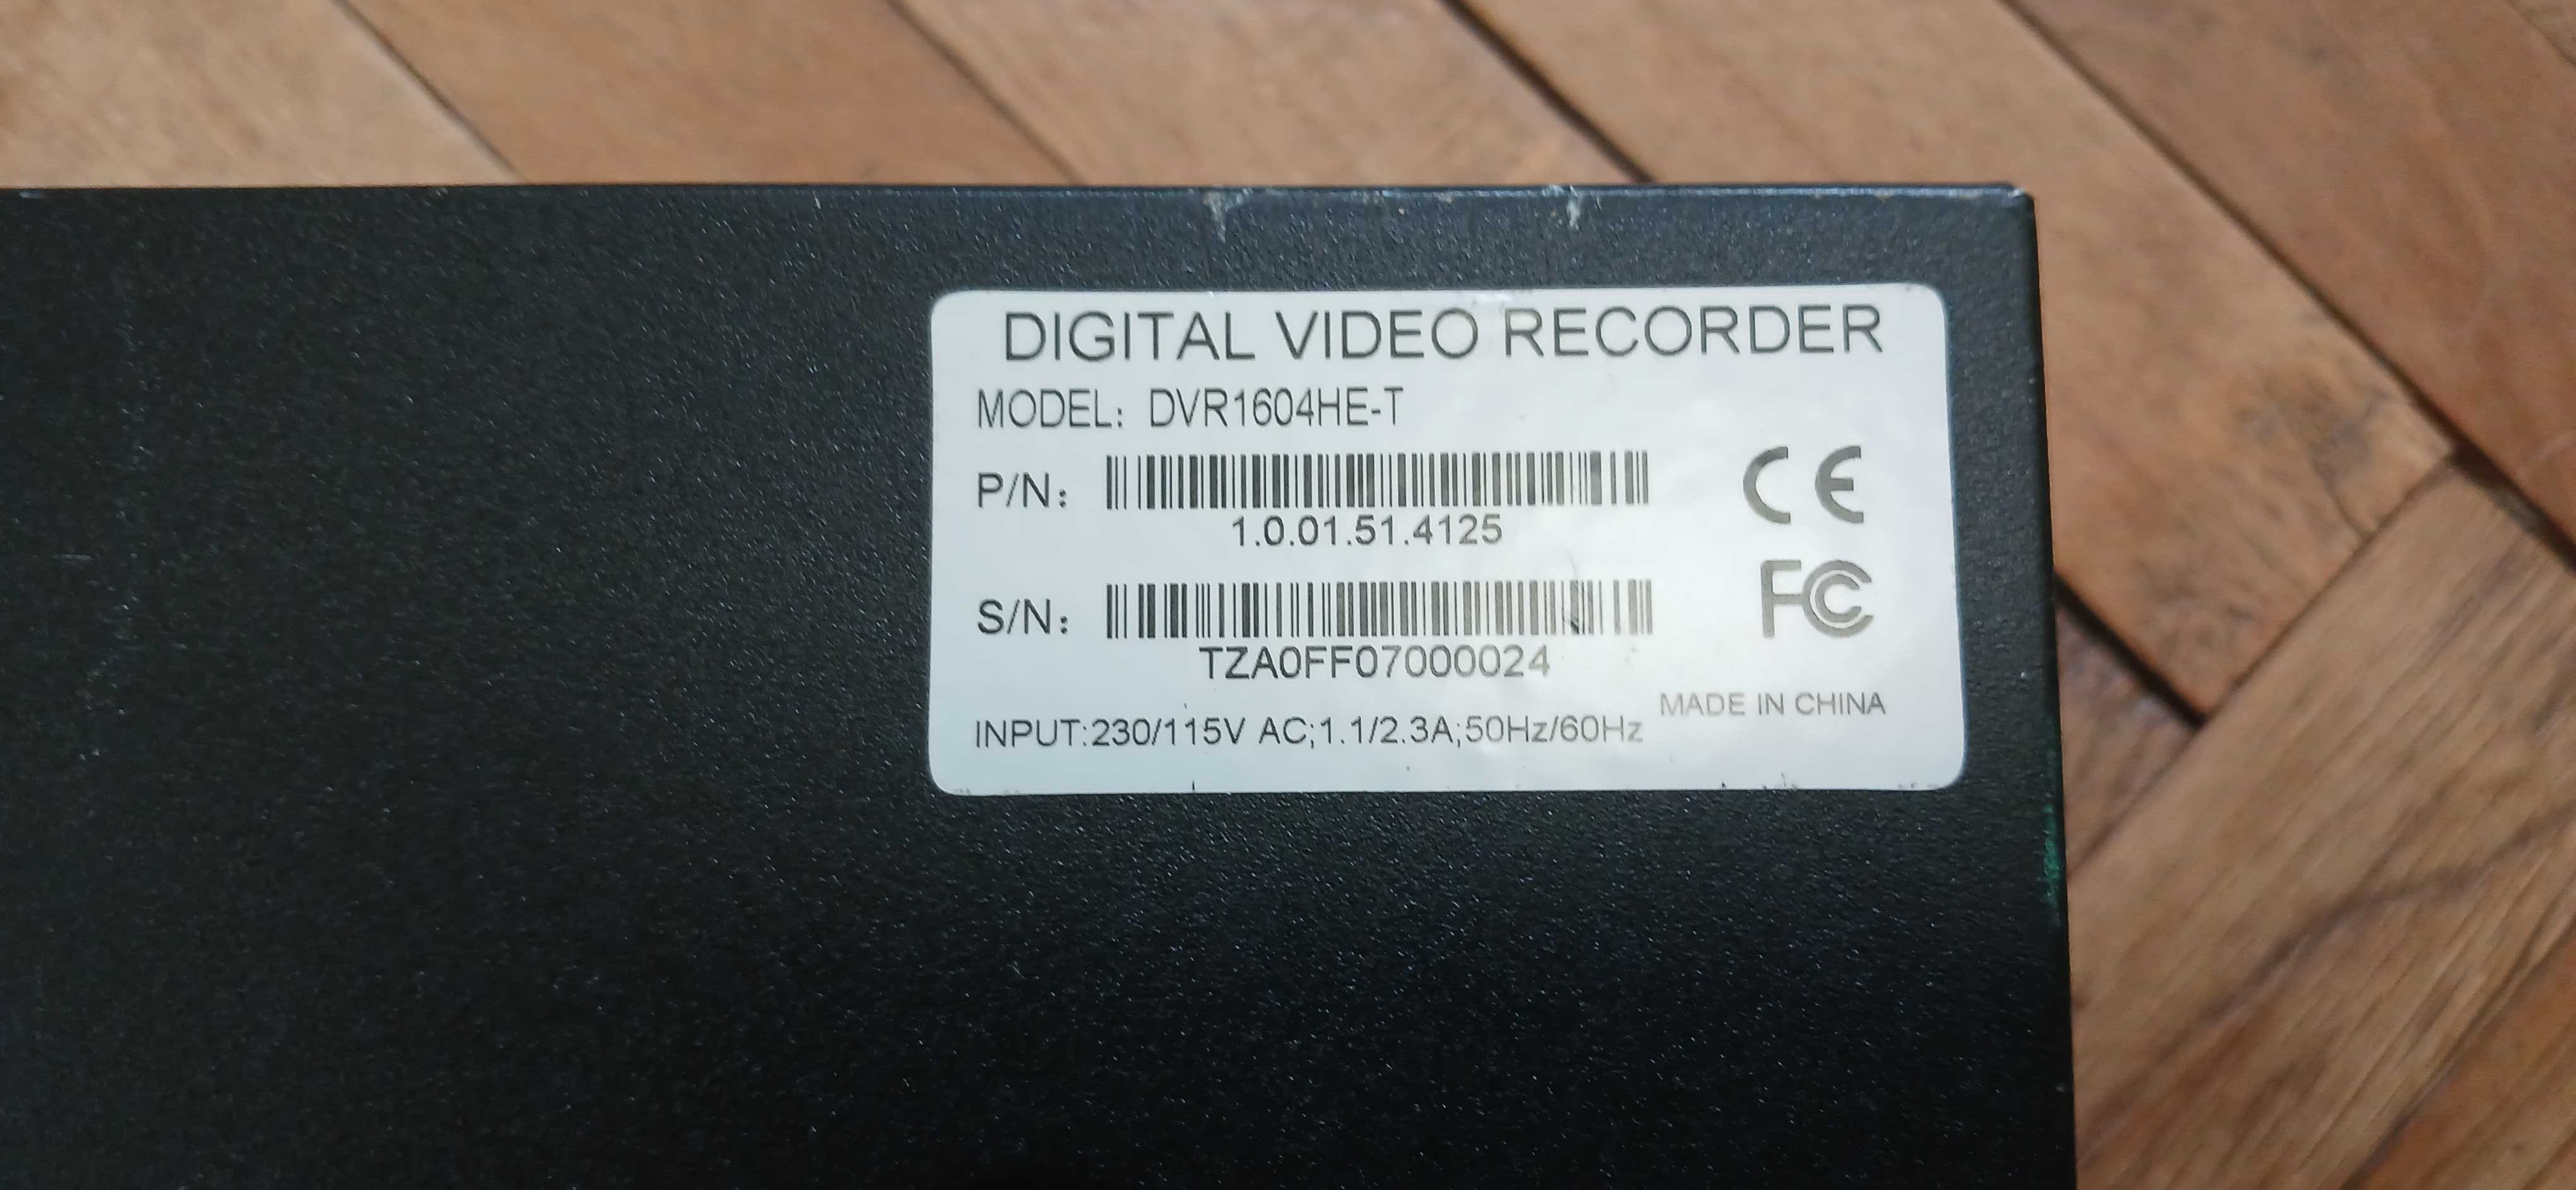 DIGITAL VIDEO RECORDER
MODEL: DVR1604HE-T
P/N:
1.0.01.51.4125
CE
S/N:
FC
TZA0FF07000024
MADE IN CHINA
INPUT:230/115V AC;1.1/2.3A;50Hz/60Hz